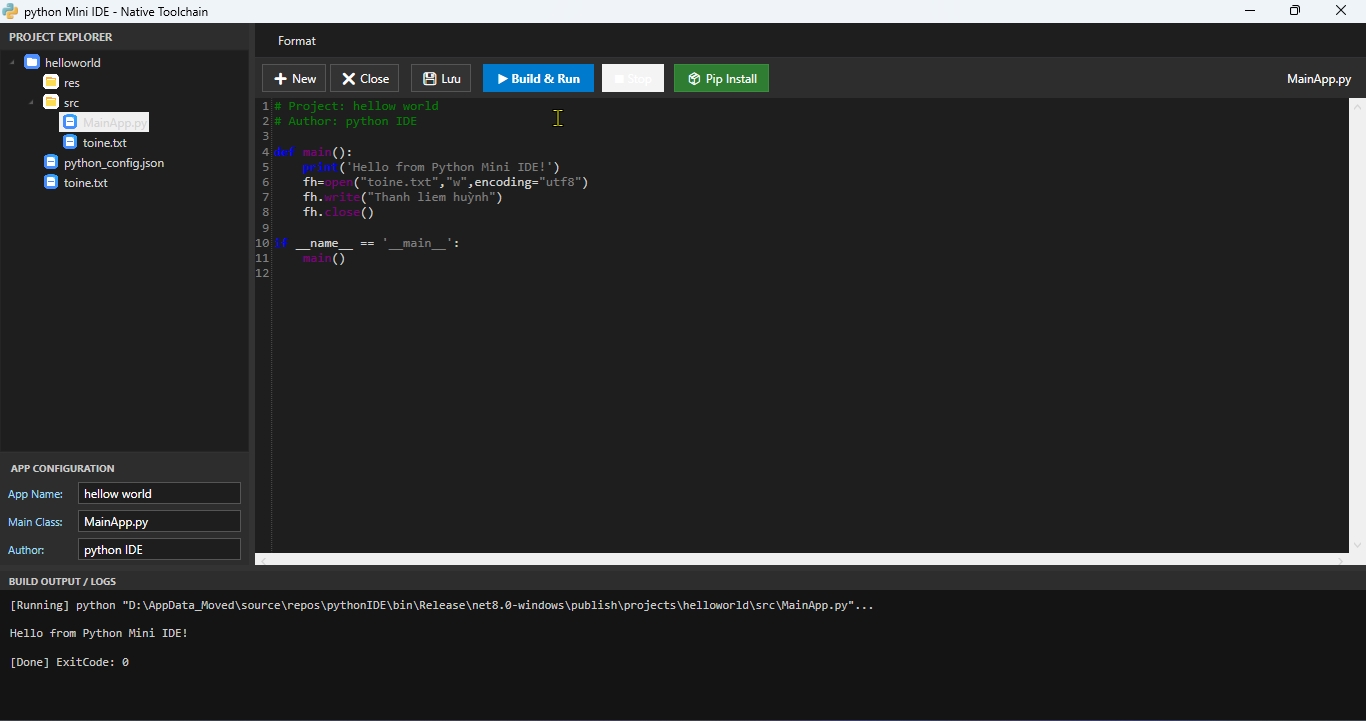 python Mini IDE - Native Toolchain
PROJECT EXPLORER
helloworld
res
src
MainApp.py
toine.txt
python_config.json
toine.txt
APP CONFIGURATION
App Name: hellow world
Main Class: MainApp.py
Author: python IDE
Format
New Close Lưu Build & Run Stop Pip Install MainApp.py
1 # Project: hellow world
2 # Author: python IDE
3
4 def main():
5     print('Hello from Python Mini IDE!')
6     fh=open("toine.txt","w",encoding="utf8")
7     fh.write("Thanh liem huỳnh")
8     fh.close()
9
10 if __name__ == '__main__':
11     main()
12
BUILD OUTPUT / LOGS
[Running] python "D:\AppData_Moved\source\repos\pythonIDE\bin\Release\net8.0-windows\publish\projects\helloworld\src\MainApp.py"...
Hello from Python Mini IDE!
[Done] ExitCode: 0